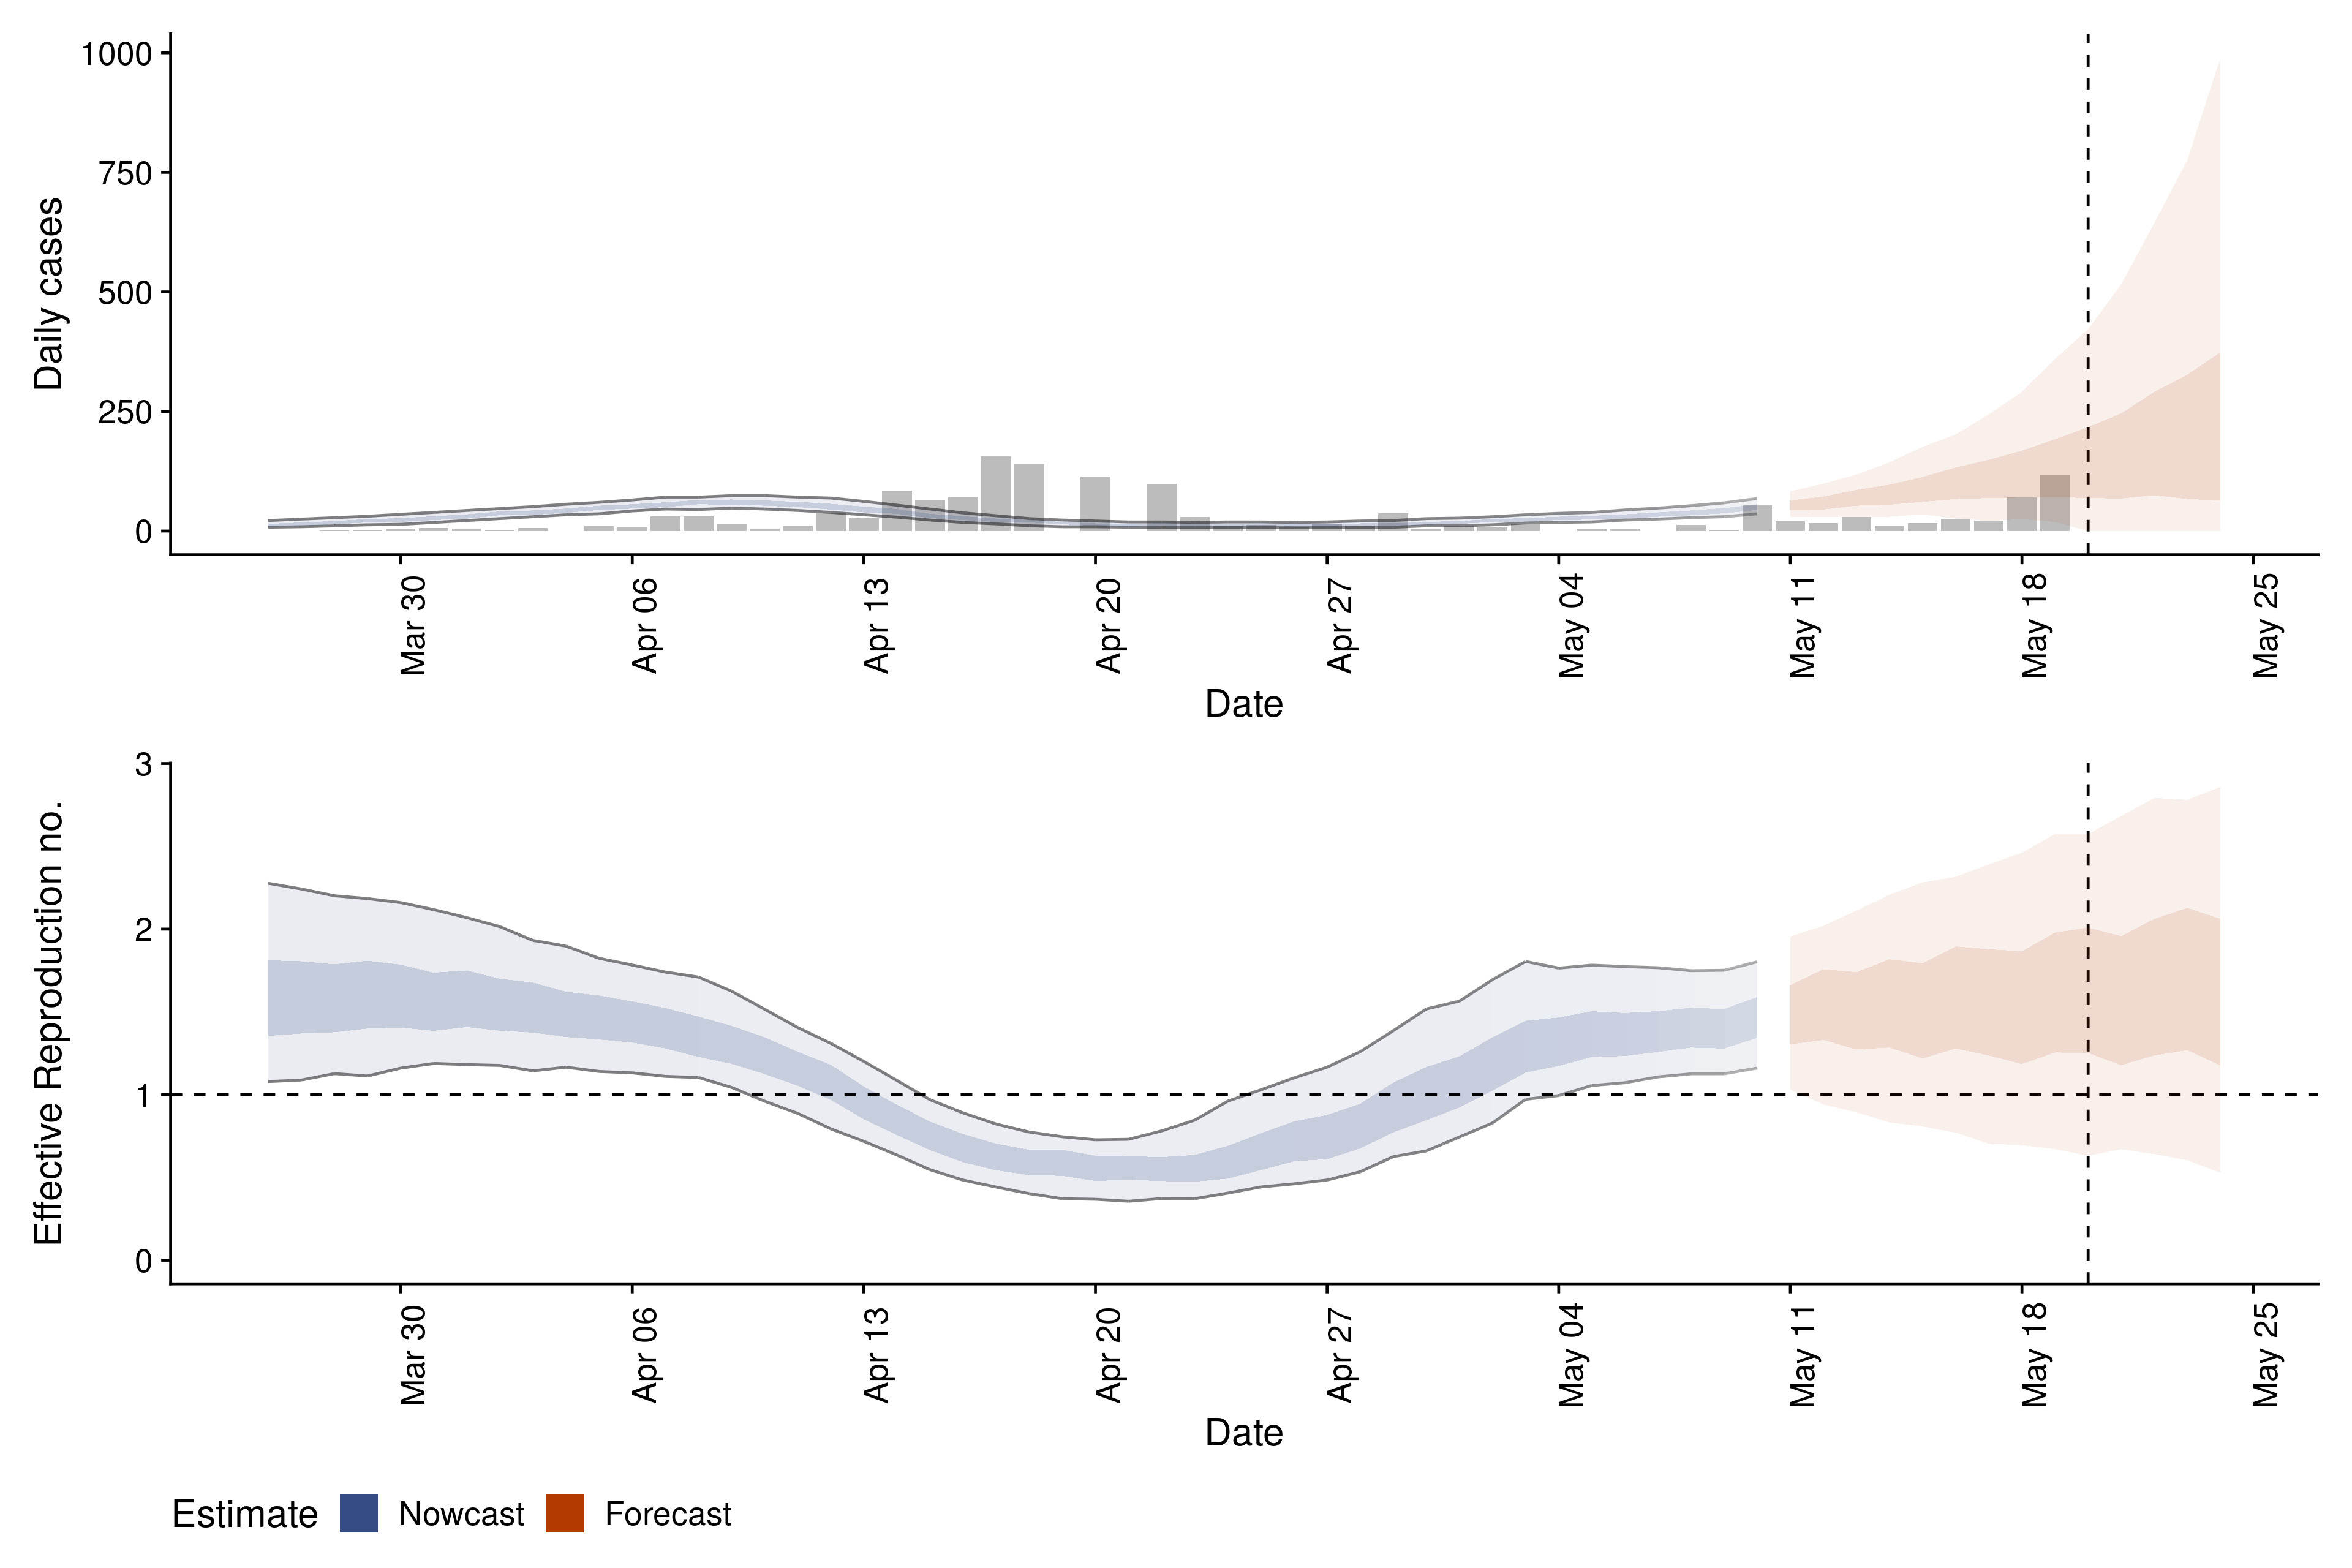 Daily cases
1000
750
500
250
0
Mar 30
Apr 06
Apr 13
Apr 20
Apr 27
May 04
May 11
May 18
May 25
Date
Effective Reproduction no.
3
2
1
0
Mar 30
Apr 06
Apr 13
Apr 20
Apr 27
May 04
May 11
May 18
May 25
Date
Estimate Nowcast Forecast